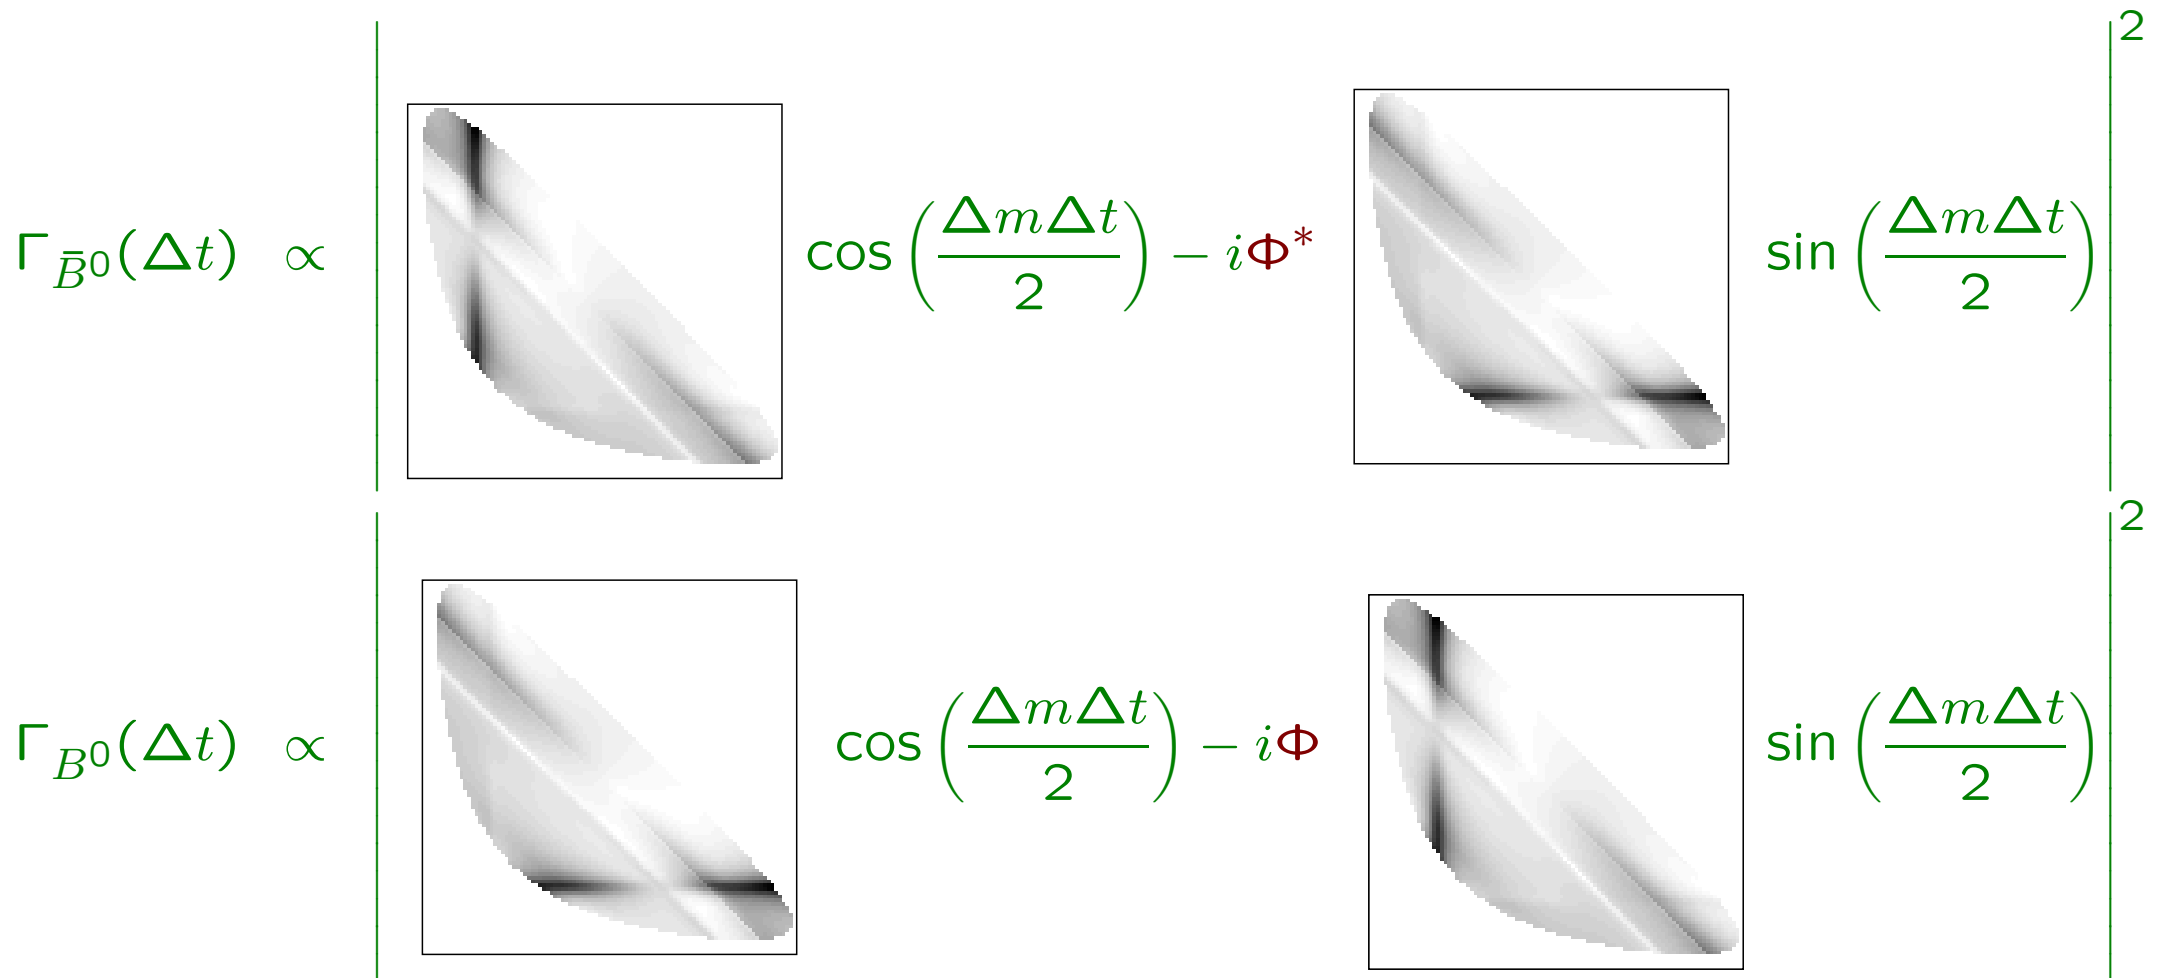 Γ_{B̄⁰}(Δt) ∝ | cos(ΔmΔt/2) − iΦ* sin(ΔmΔt/2) |²
Γ_{B⁰}(Δt) ∝ | cos(ΔmΔt/2) − iΦ sin(ΔmΔt/2) |²